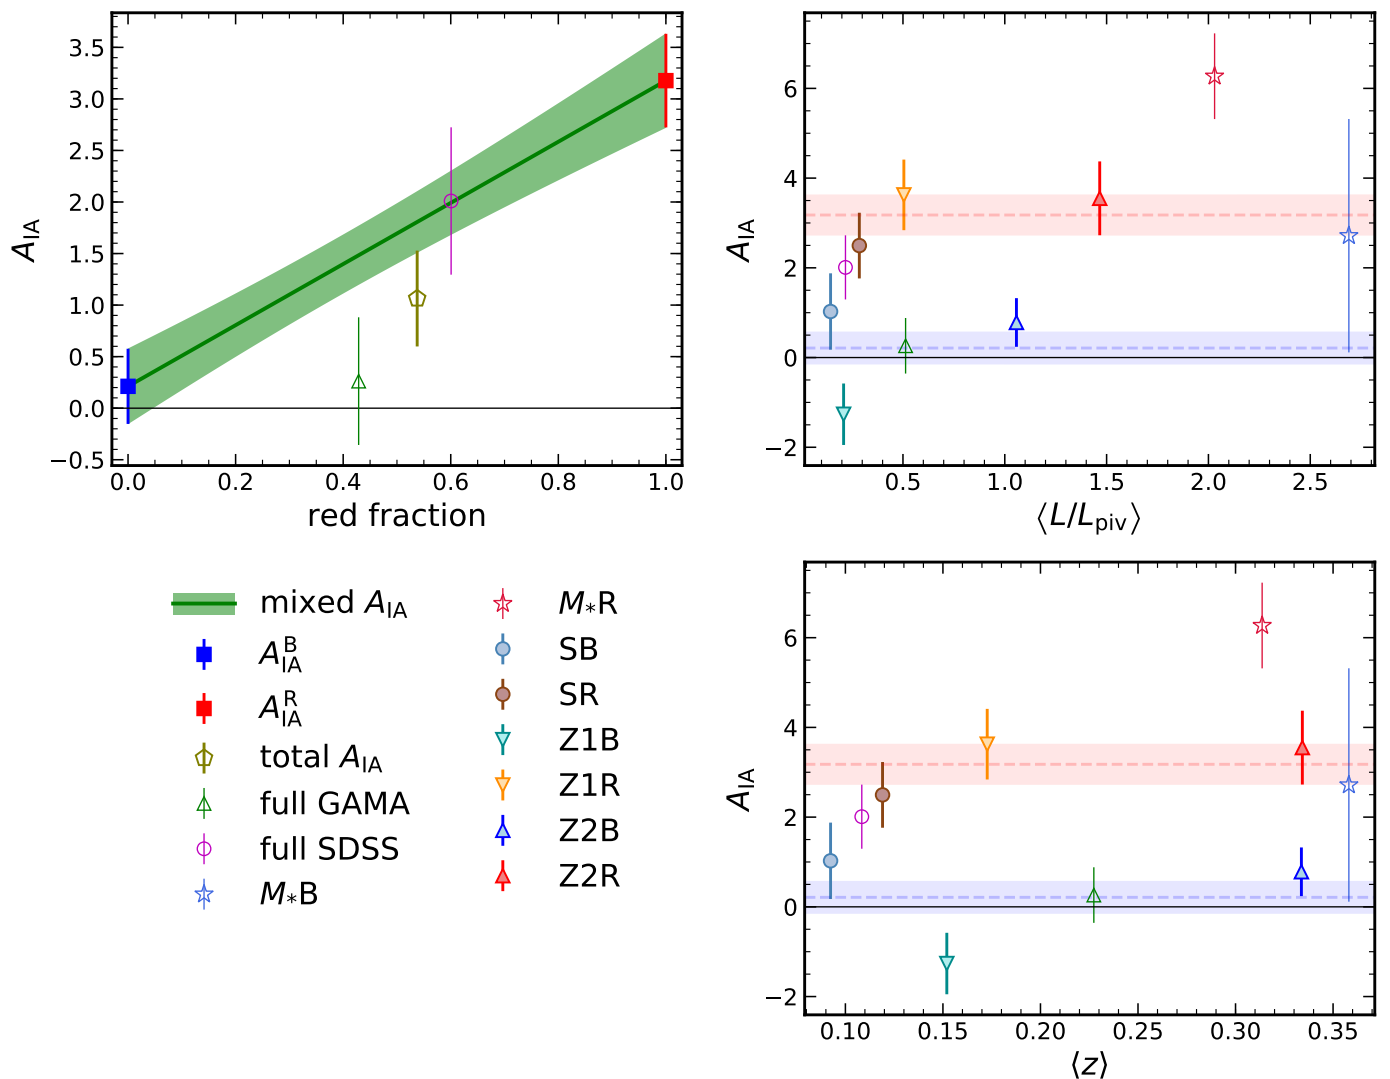 3.5
3.0
2.5
2.0
1.5
1.0
0.5
0.0
−0.5
A_IA
0.0 0.2 0.4 0.6 0.8 1.0
red fraction
6
4
2
0
−2
A_IA
0.5 1.0 1.5 2.0 2.5
⟨L/L_piv⟩
mixed A_IA
A_IA^B
A_IA^R
total A_IA
full GAMA
full SDSS
M*B
M*R
SB
SR
Z1B
Z1R
Z2B
Z2R
6
4
2
0
−2
A_IA
0.10 0.15 0.20 0.25 0.30 0.35
⟨z⟩